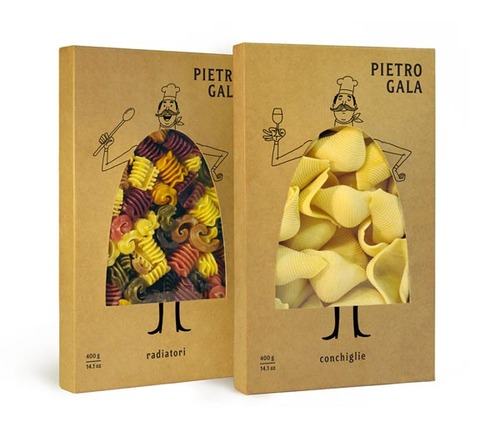 PIETRO
GALA
400 g
14.1 oz
radiatori
PIETRO
GALA
400 g
14.1 oz
conchiglie